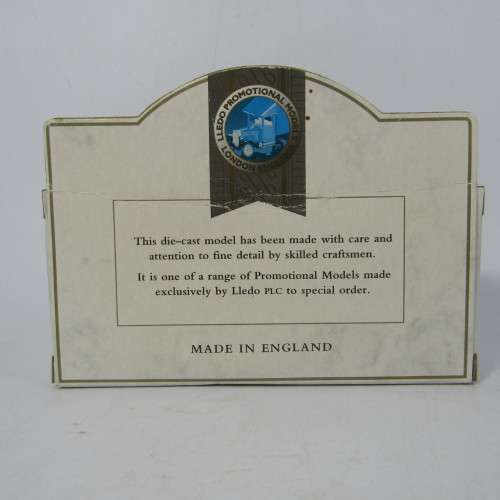 LLEDO PROMOTIONAL MODELS
LONDON ENGLAND
This die-cast model has been made with care and
attention to fine detail by skilled craftsmen.
It is one of a range of Promotional Models made
exclusively by Lledo PLC to special order.
MADE IN ENGLAND